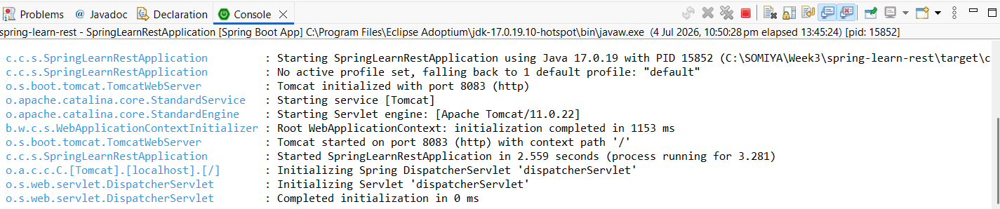 Problems @ Javadoc Declaration Console
spring-learn-rest - SpringLearnRestApplication [Spring Boot App] C:\Program Files\Eclipse Adoptium\jdk-17.0.19.10-hotspot\bin\javaw.exe (4 Jul 2026, 10:50:28 pm elapsed 13:45:24) [pid: 15852]
c.c.s.SpringLearnRestApplication : Starting SpringLearnRestApplication using Java 17.0.19 with PID 15852 (C:\SOMIYA\Week3\spring-learn-rest\target\c
c.c.s.SpringLearnRestApplication : No active profile set, falling back to 1 default profile: "default"
o.s.boot.tomcat.TomcatWebServer : Tomcat initialized with port 8083 (http)
o.apache.catalina.core.StandardService : Starting service [Tomcat]
o.apache.catalina.core.StandardEngine : Starting Servlet engine: [Apache Tomcat/11.0.22]
b.w.c.s.WebApplicationContextInitializer : Root WebApplicationContext: initialization completed in 1153 ms
o.s.boot.tomcat.TomcatWebServer : Tomcat started on port 8083 (http) with context path '/'
c.c.s.SpringLearnRestApplication : Started SpringLearnRestApplication in 2.559 seconds (process running for 3.281)
o.a.c.c.C.[Tomcat].[localhost].[/] : Initializing Spring DispatcherServlet 'dispatcherServlet'
o.s.web.servlet.DispatcherServlet : Initializing Servlet 'dispatcherServlet'
o.s.web.servlet.DispatcherServlet : Completed initialization in 0 ms